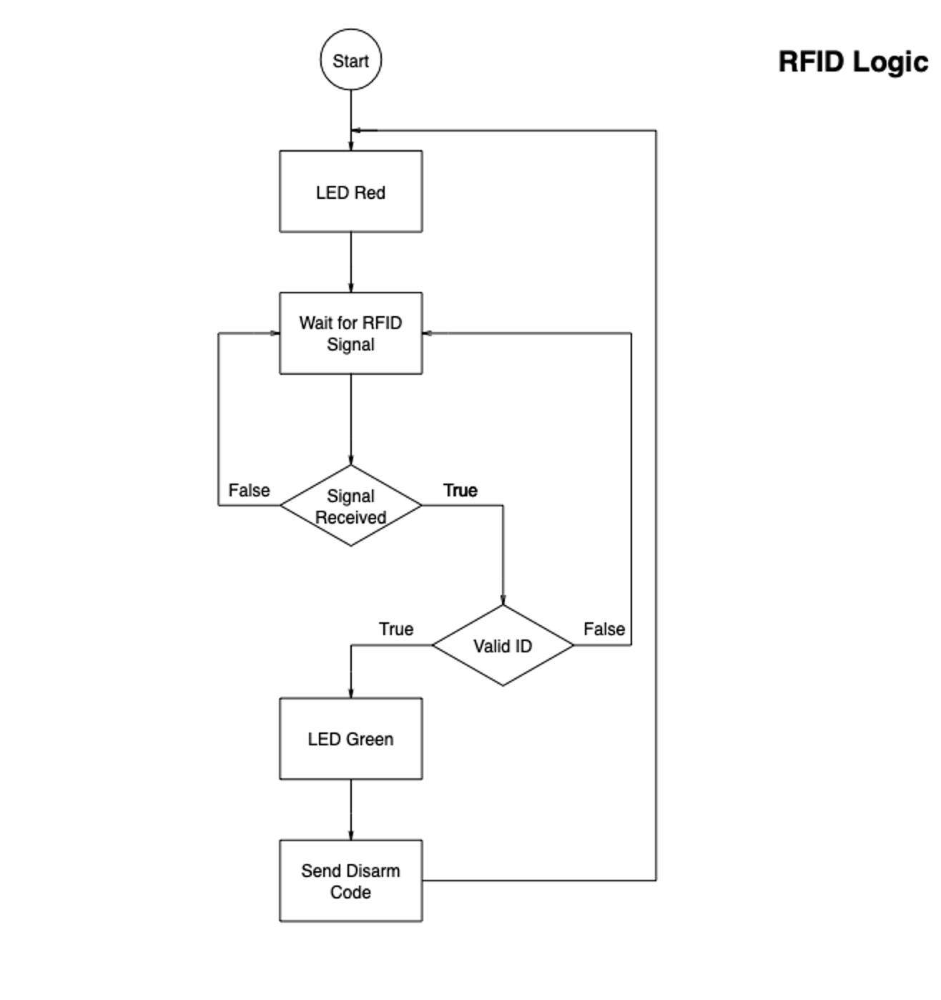 Start
RFID Logic
LED Red
Wait for RFID
Signal
False
Signal
Received
True
True
Valid ID
False
LED Green
Send Disarm
Code